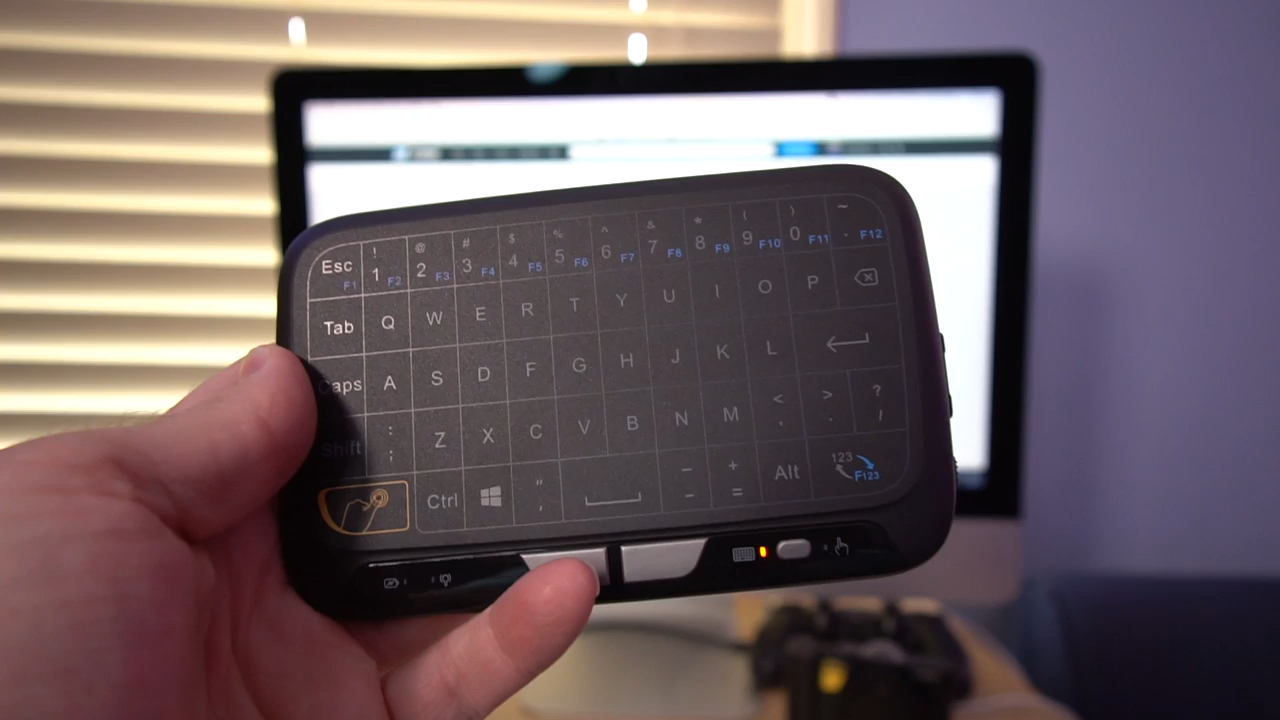 ! @ # $ % ^ & * ( ) ~
Esc F1 1 F2 2 F3 3 F4 4 F5 5 F6 6 F7 7 F8 8 F9 9 F10 0 F11 . F12
Tab Q W E R T Y U I O P
Caps A S D F G H J K L
: < > ?
Shift ; Z X C V B N M , . /
" - + 123
Ctrl ' - = Alt F123